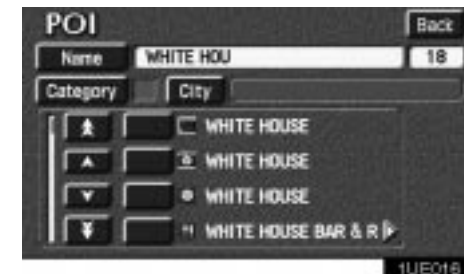 POI Back
Name WHITE HOU 18
Category City
WHITE HOUSE
WHITE HOUSE
WHITE HOUSE
WHITE HOUSE BAR & R
1UE016